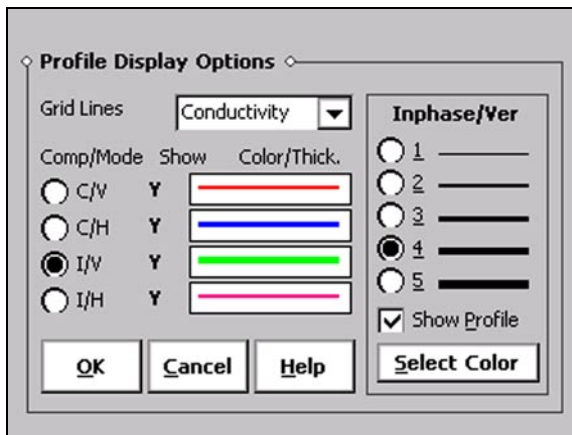 Profile Display Options
Grid Lines
Conductivity
Comp/Mode Show Color/Thick.
C/V Y
C/H Y
I/V Y
I/H Y
OK
Cancel
Help
Inphase/Ver
1
2
3
4
5
Show Profile
Select Color